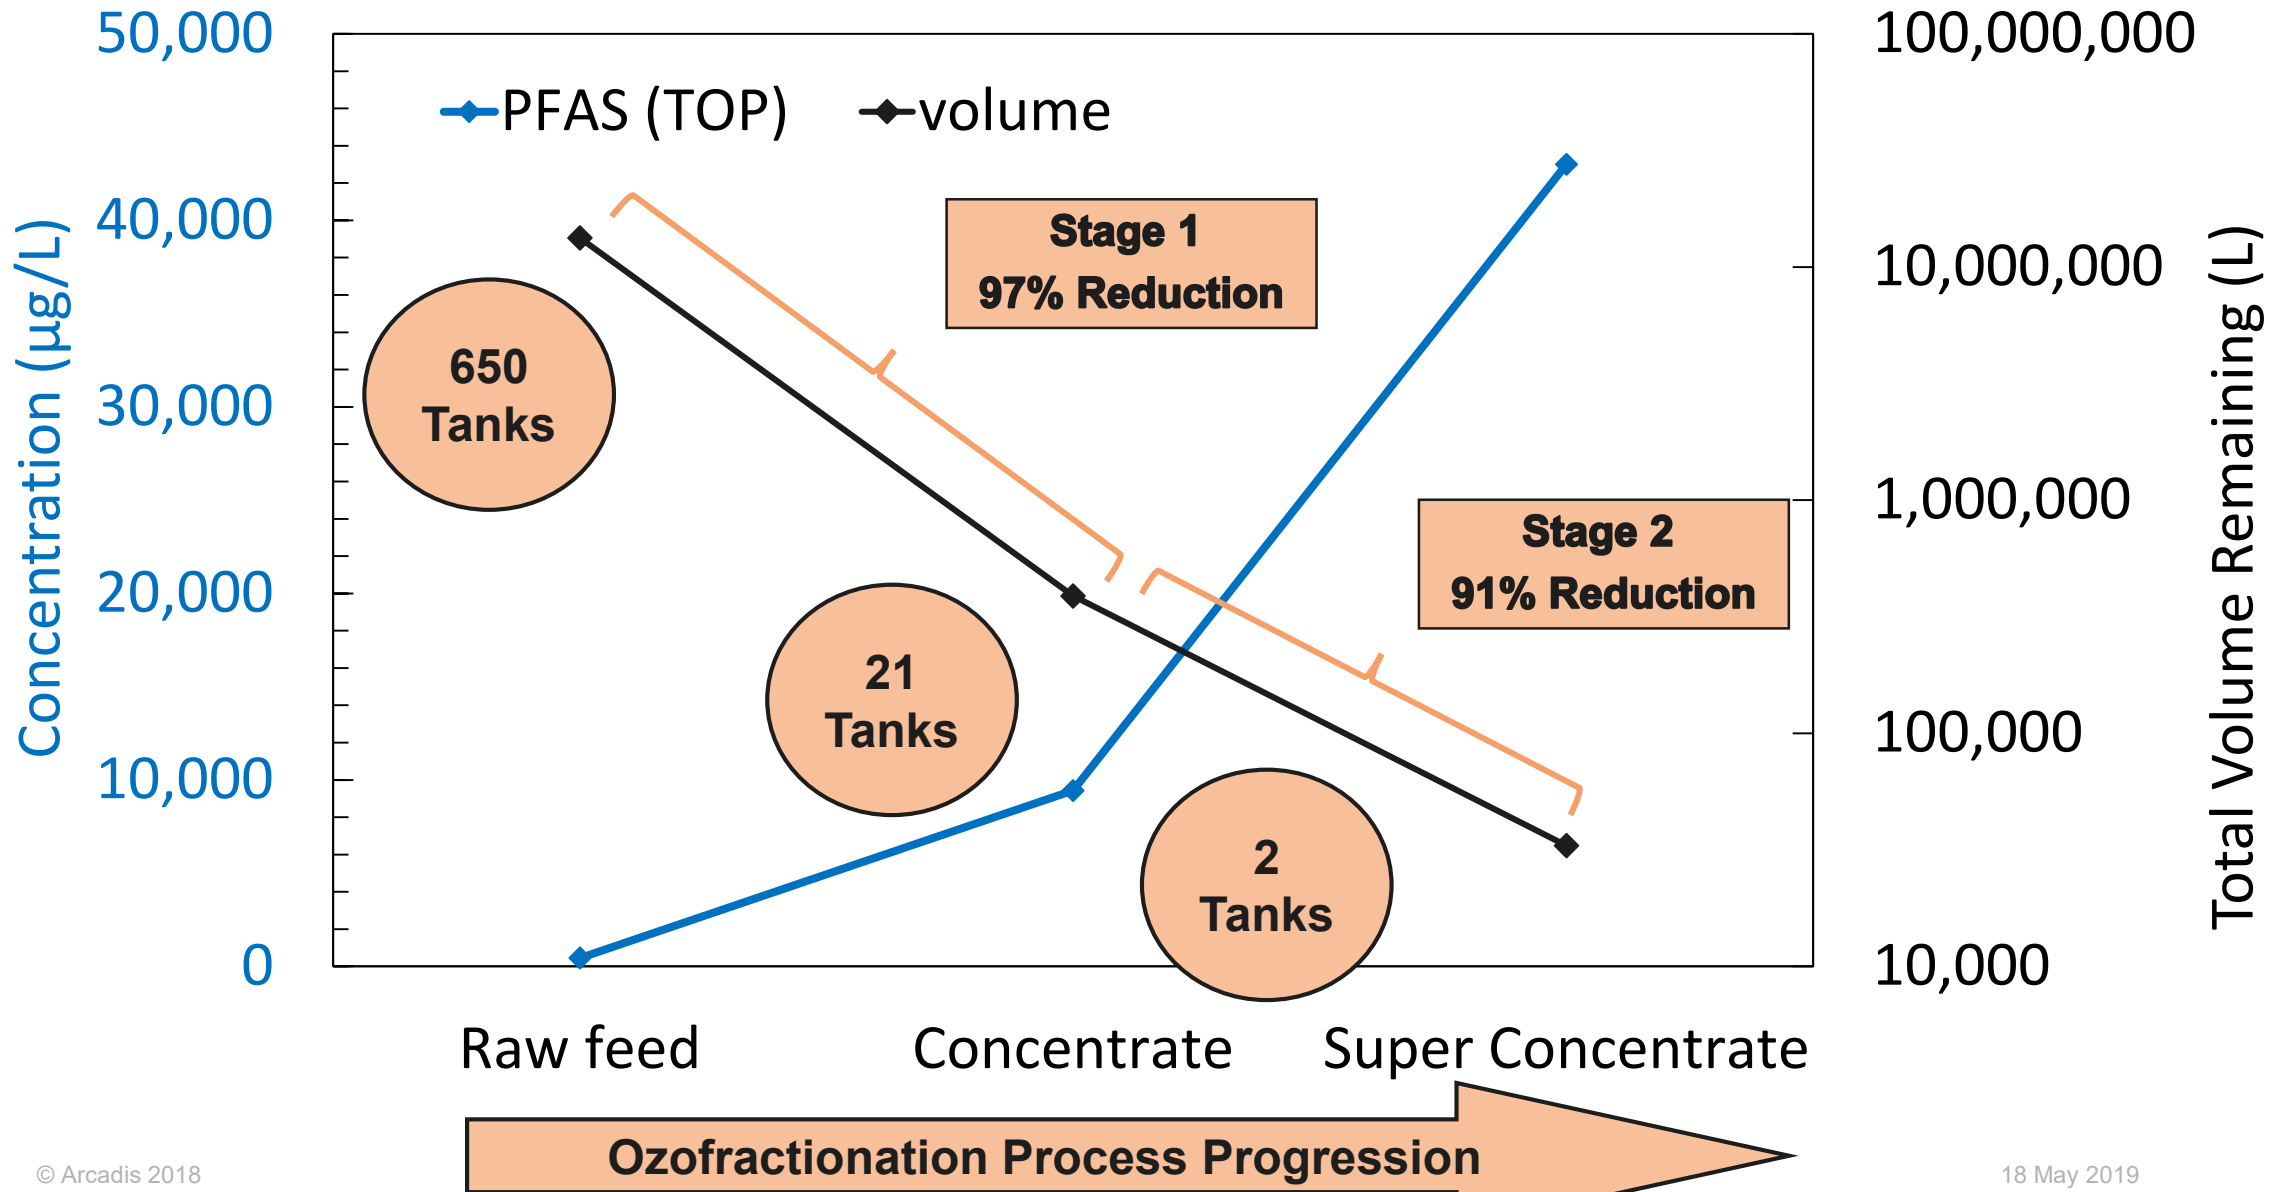 50,000
40,000
30,000
20,000
10,000
0
Concentration (µg/L)
PFAS (TOP)
volume
100,000,000
10,000,000
1,000,000
100,000
10,000
Total Volume Remaining (L)
Stage 1
97% Reduction
650
Tanks
Stage 2
91% Reduction
21
Tanks
2
Tanks
Raw feed
Concentrate
Super Concentrate
Ozofractionation Process Progression
© Arcadis 2018
18 May 2019